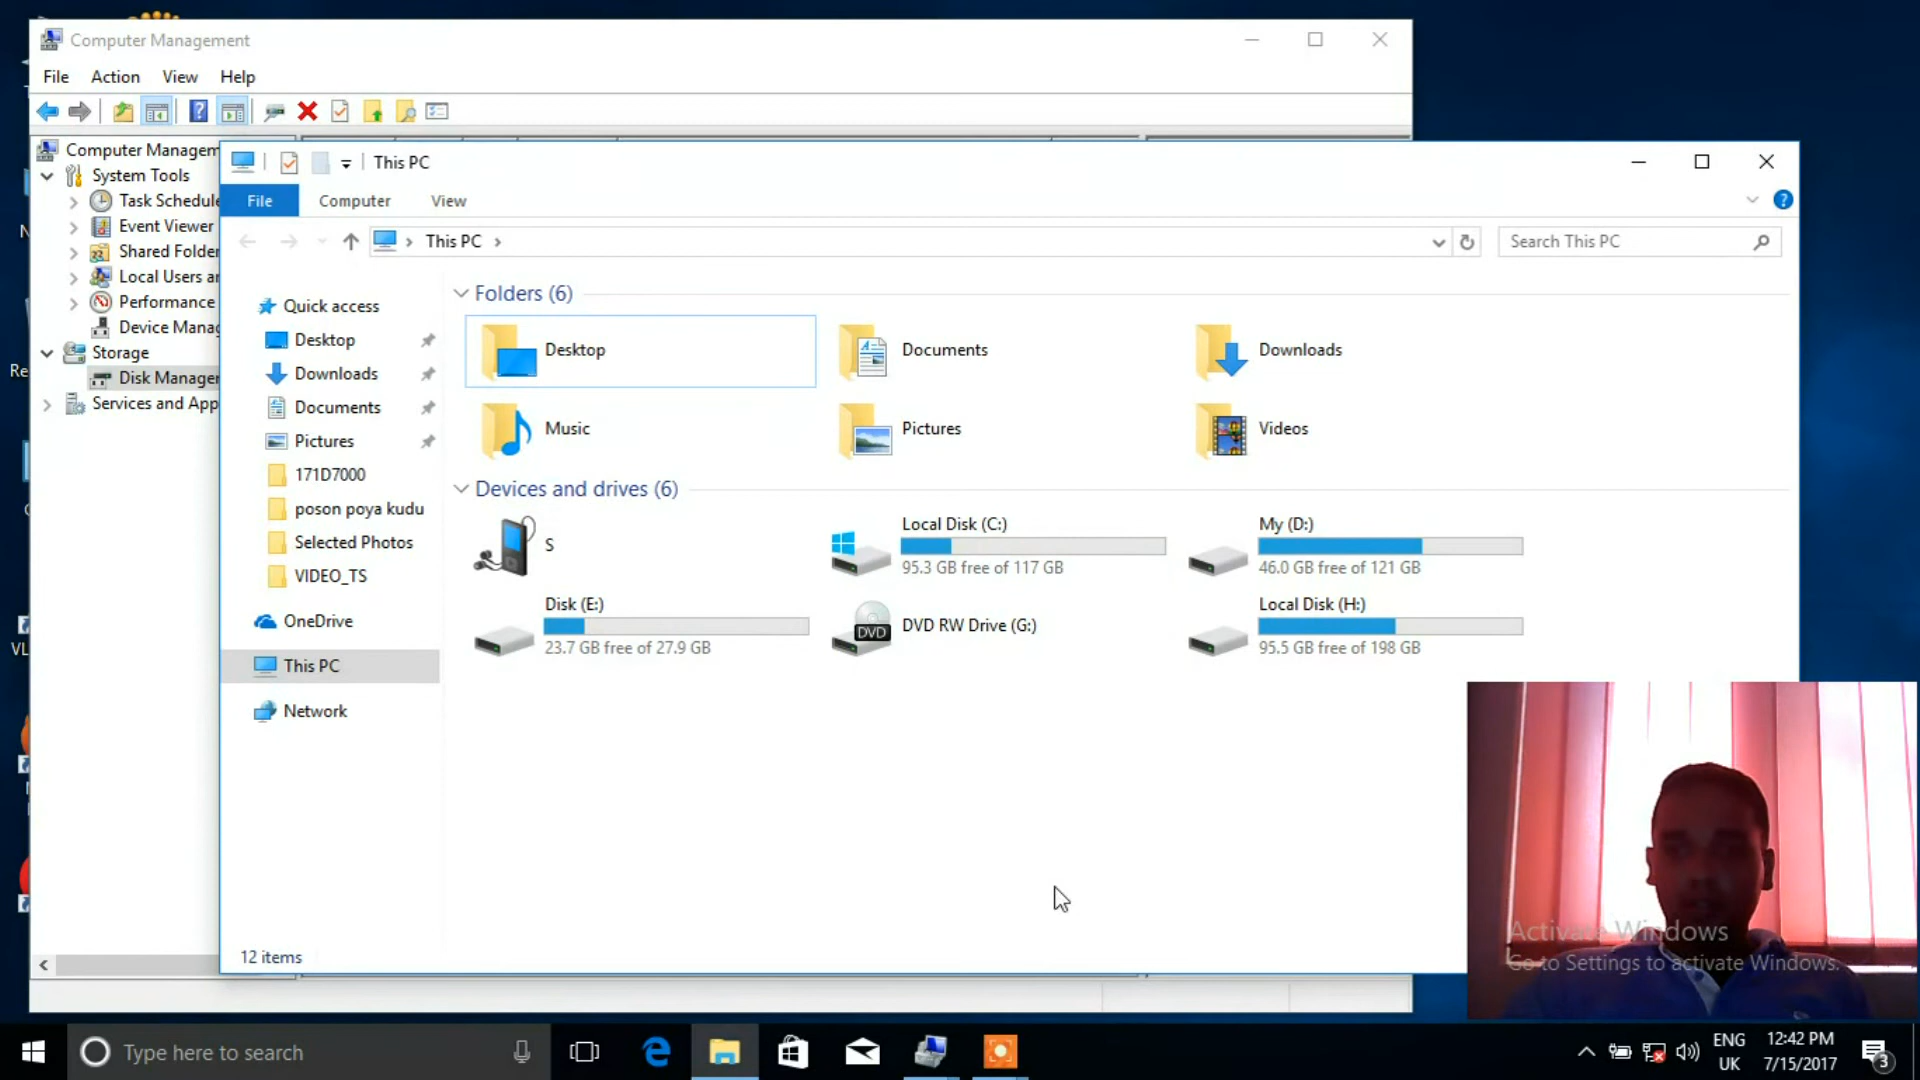 Computer Management
File Action View Help
Computer Managem
System Tools
Task Schedule
Event Viewer
Shared Folder
Local Users a
Performance
Device Manag
Storage
Disk Manager
Services and App
This PC
File Computer View
This PC
Search This PC
Quick access
Desktop
Downloads
Documents
Pictures
171D7000
poson poya kudu
Selected Photos
VIDEO_TS
OneDrive
This PC
Network
Folders (6)
Desktop
Documents
Downloads
Music
Pictures
Videos
Devices and drives (6)
S
Local Disk (C:)
95.3 GB free of 117 GB
My (D:)
46.0 GB free of 121 GB
Disk (E:)
23.7 GB free of 27.9 GB
DVD
DVD RW Drive (G:)
Local Disk (H:)
95.5 GB free of 198 GB
12 items
Activate Windows
Go to Settings to activate Windows.
Type here to search
ENG
UK
12:42 PM
7/15/2017
3